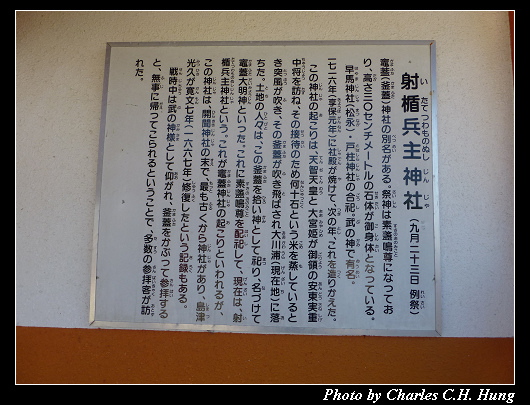 射楯兵主神社 (九月二十三日 例祭)
竈蓋(釜蓋)神社の別名がある。祭神は素盞鳴尊になってお
り、高さ三〇センチメートルの石体が御身体となっている。
早馬神社(松永)・戸柱神社の合祀。武の神で有名。
一七一六年(享保元年)に社殿が焼けて、次の年、これを造りかえた。
この神社の起こりは、天智天皇と大宮姫が御領の安東実重
中将を訪ね、その接待のため何十石という米を蒸していると
き突風が吹き、その釜蓋が吹き飛ばされ大川浦(現在地)に落
ちた。土地の人々は、この釜蓋を拾い神として祀り、名づけて
竈蓋大明神といった。これに素盞鳴尊を配祀して、現在は、射
楯兵主神社という。これが竈蓋神社の起こりといわれるが、
この神社は、開聞神社の末で、最も古くから神社があり、島津
光久が寛文七年(一六六七年)修復したという記録もある。
戦時中は武の神様として仰がれ、釜蓋をかぶって参拝する
と、無事に帰ってこられるということで、多数の参拝客が訪
れた。
Photo by Charles C.H. Hung